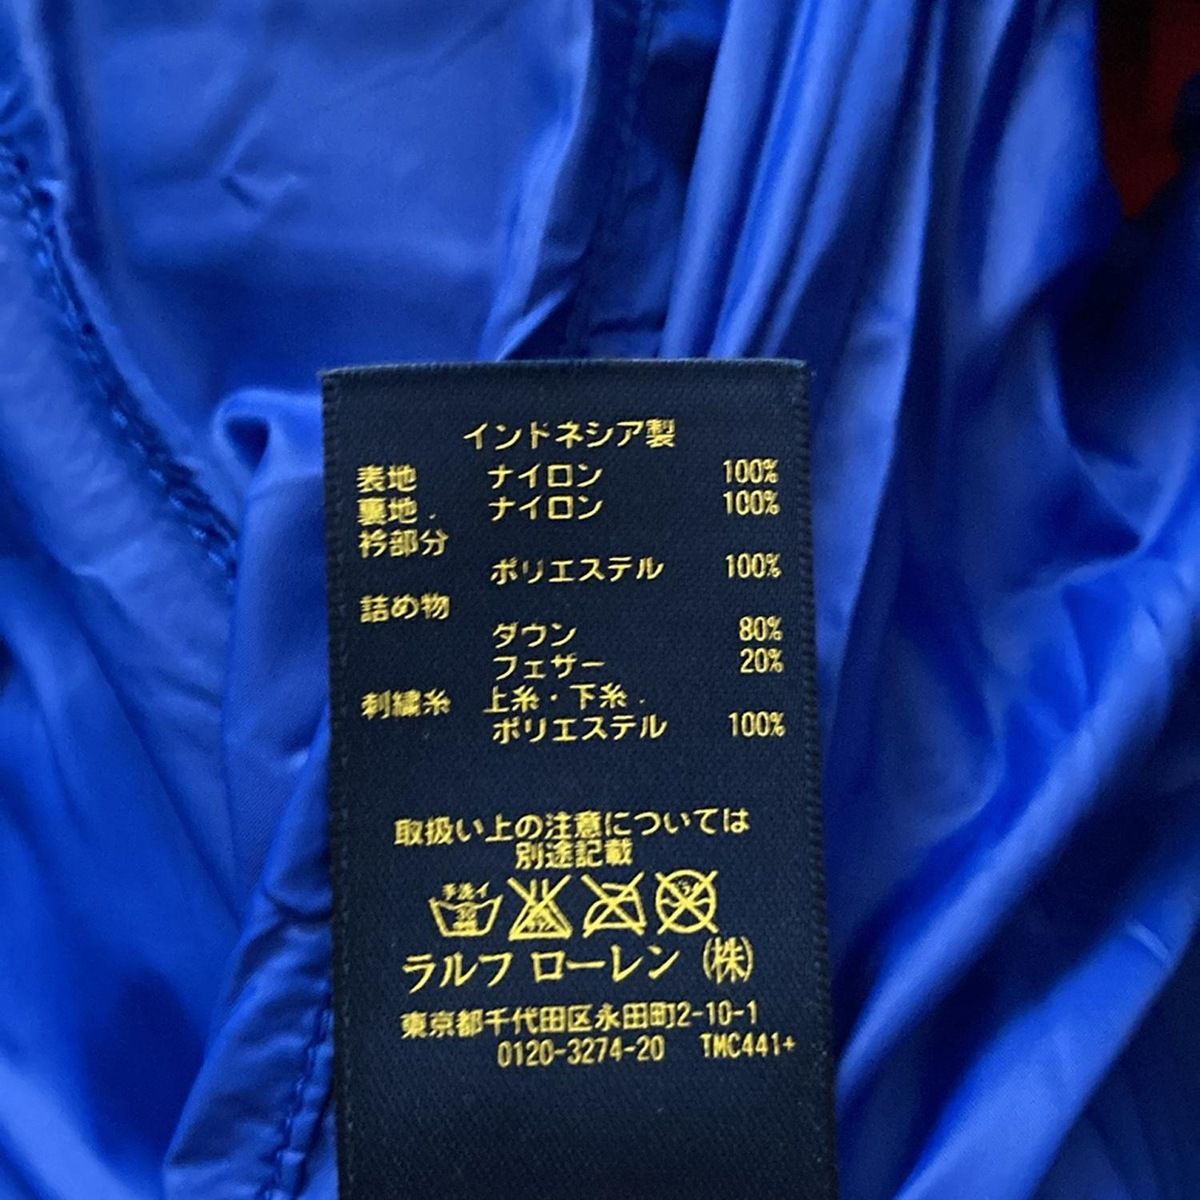 インドネシア製
表地 ナイロン 100%
裏地. ナイロン 100%
衿部分
ポリエステル 100%
詰め物
ダウン 80%
フェザー 20%
刺繍糸 上糸・下糸.
ポリエステル 100%
取扱い上の注意については
別途記載
手洗イ
30
ラルフ ローレン (株)
東京都千代田区永田町2-10-1
0120-3274-20 TMC441+